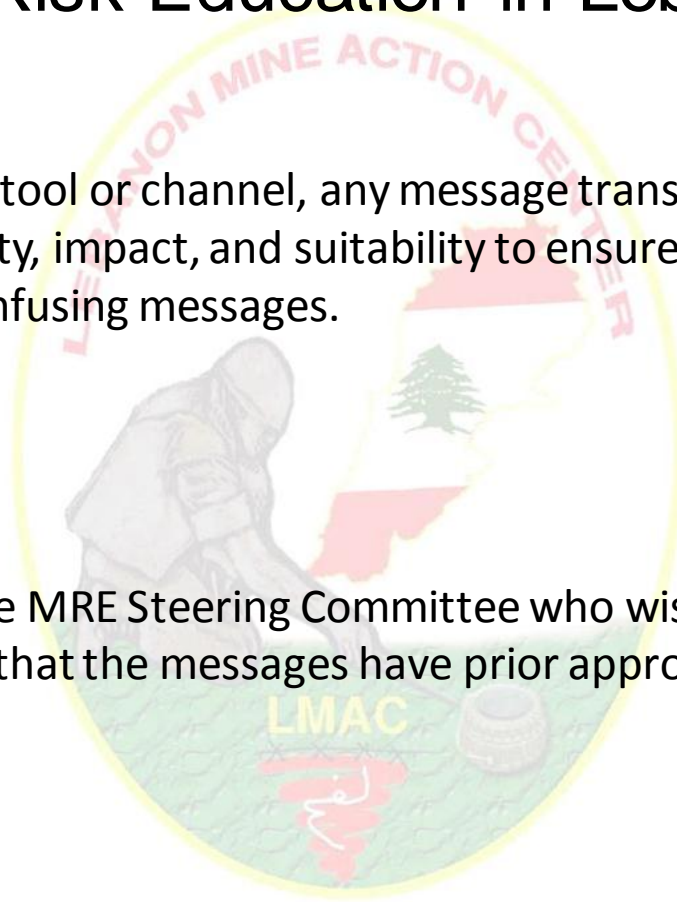 Risk Education in Leb
LEBANON MINE ACTION CENTER
tool or channel, any message trans
ty, impact, and suitability to ensure
nfusing messages.
e MRE Steering Committee who wis
that the messages have prior appro
LMAC